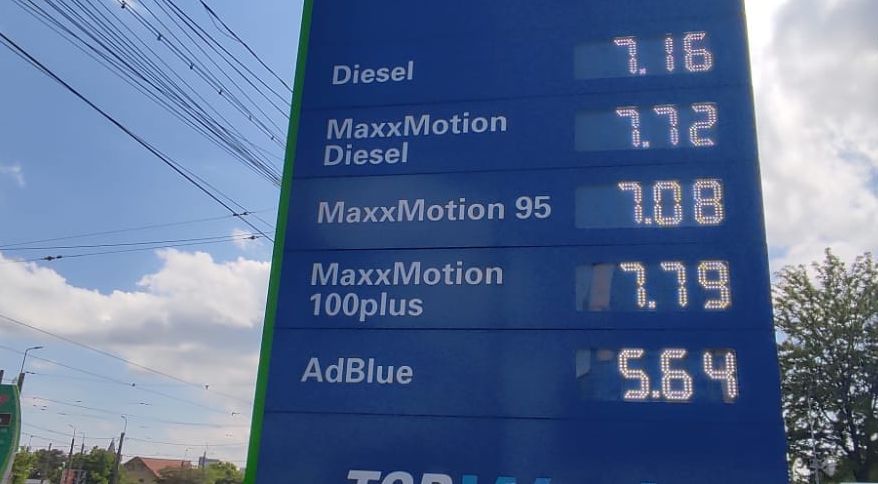 Diesel 7.16
MaxxMotion
Diesel 7.72
MaxxMotion 95 7.08
MaxxMotion
100plus 7.79
AdBlue 5.64